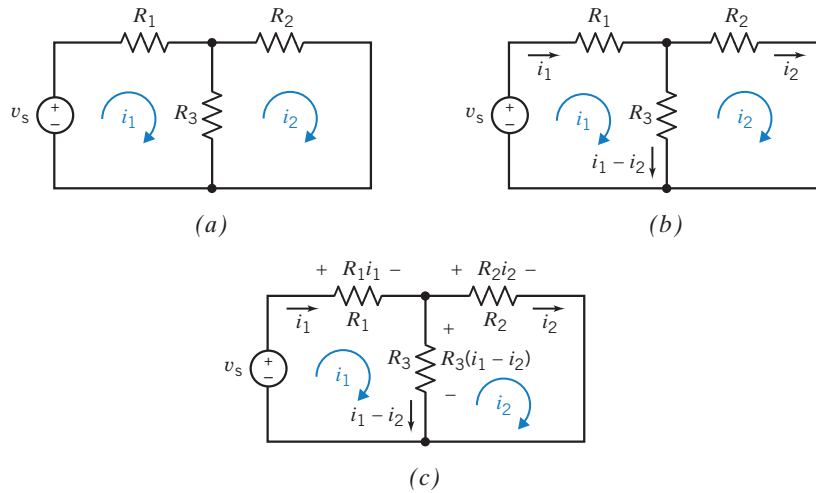 R1 R2
vs + − i1 R3 i2
(a)
R1 R2
i1 i2
vs + − i1 R3 i2
i1 − i2
(b)
+ R1i1 − + R2i2 −
i1 R1 R2 i2
+
vs + − i1 R3 R3(i1 − i2)
−
i1 − i2 i2
(c)